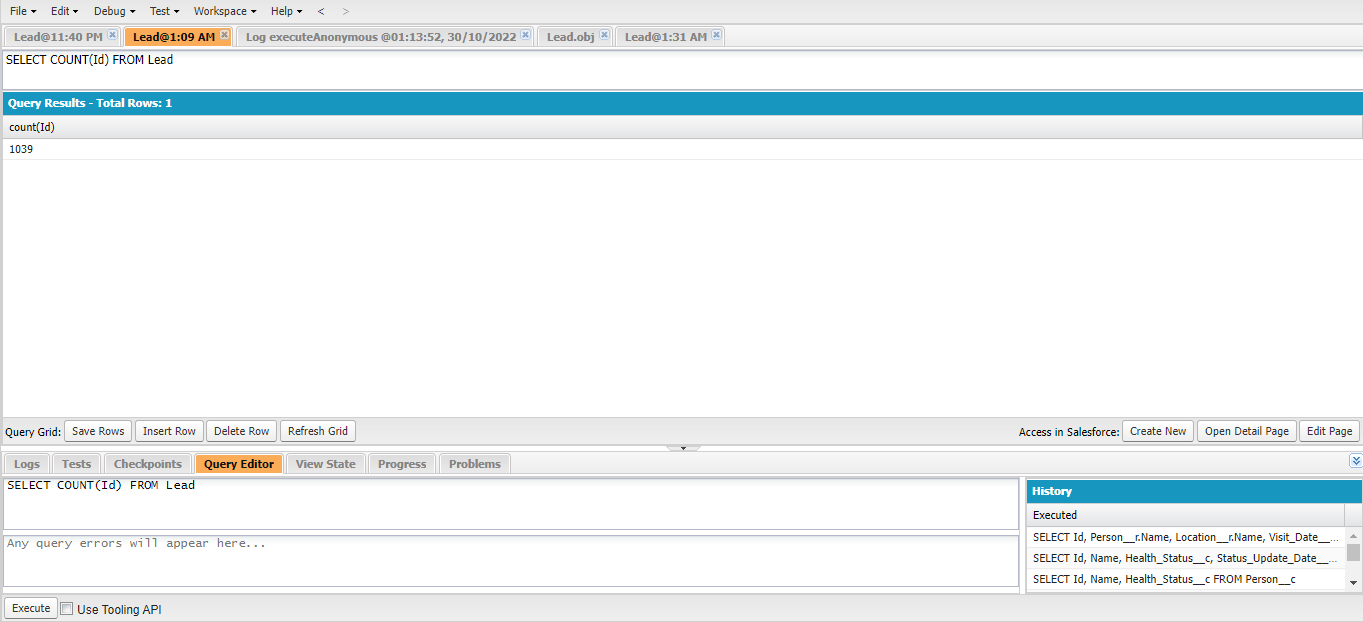 File Edit Debug Test Workspace Help < >
Lead@11:40 PM Lead@1:09 AM Log executeAnonymous @01:13:52, 30/10/2022 Lead.obj Lead@1:31 AM
SELECT COUNT(Id) FROM Lead
Query Results - Total Rows: 1
count(Id)
1039
Query Grid: Save Rows Insert Row Delete Row Refresh Grid Access in Salesforce: Create New Open Detail Page Edit Page
Logs Tests Checkpoints Query Editor View State Progress Problems
SELECT COUNT(Id) FROM Lead
Any query errors will appear here...
History
Executed
SELECT Id, Person__r.Name, Location__r.Name, Visit_Date__...
SELECT Id, Name, Health_Status__c, Status_Update_Date__...
SELECT Id, Name, Health_Status__c FROM Person__c
Execute Use Tooling API